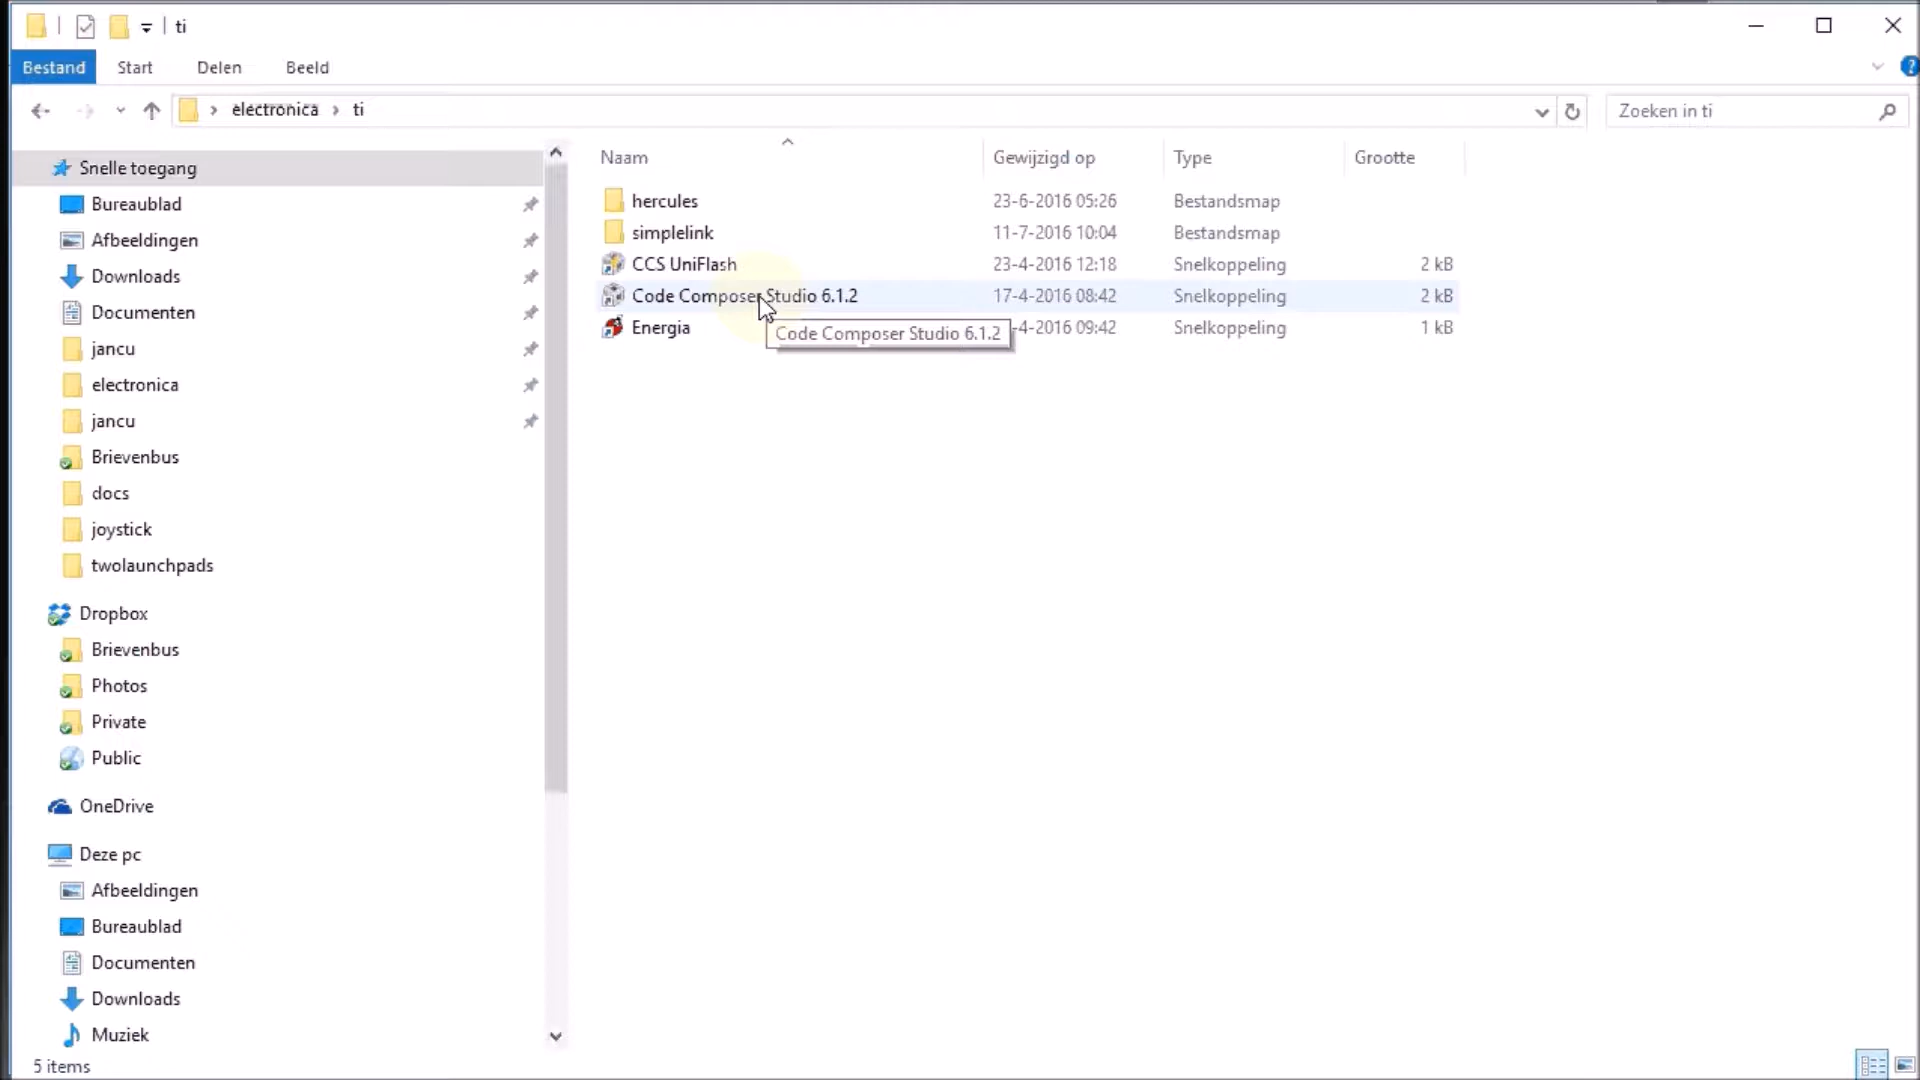 ti
Bestand Start Delen Beeld
electronica ti
Zoeken in ti
Naam Gewijzigd op Type Grootte
hercules 23-6-2016 05:26 Bestandsmap
simplelink 11-7-2016 10:04 Bestandsmap
CCS UniFlash 23-4-2016 12:18 Snelkoppeling 2 kB
Code Composer Studio 6.1.2 17-4-2016 08:42 Snelkoppeling 2 kB
Energia -4-2016 09:42 Snelkoppeling 1 kB
Code Composer Studio 6.1.2
Snelle toegang
Bureaublad
Afbeeldingen
Downloads
Documenten
jancu
electronica
jancu
Brievenbus
docs
joystick
twolaunchpads
Dropbox
Brievenbus
Photos
Private
Public
OneDrive
Deze pc
Afbeeldingen
Bureaublad
Documenten
Downloads
Muziek
5 items